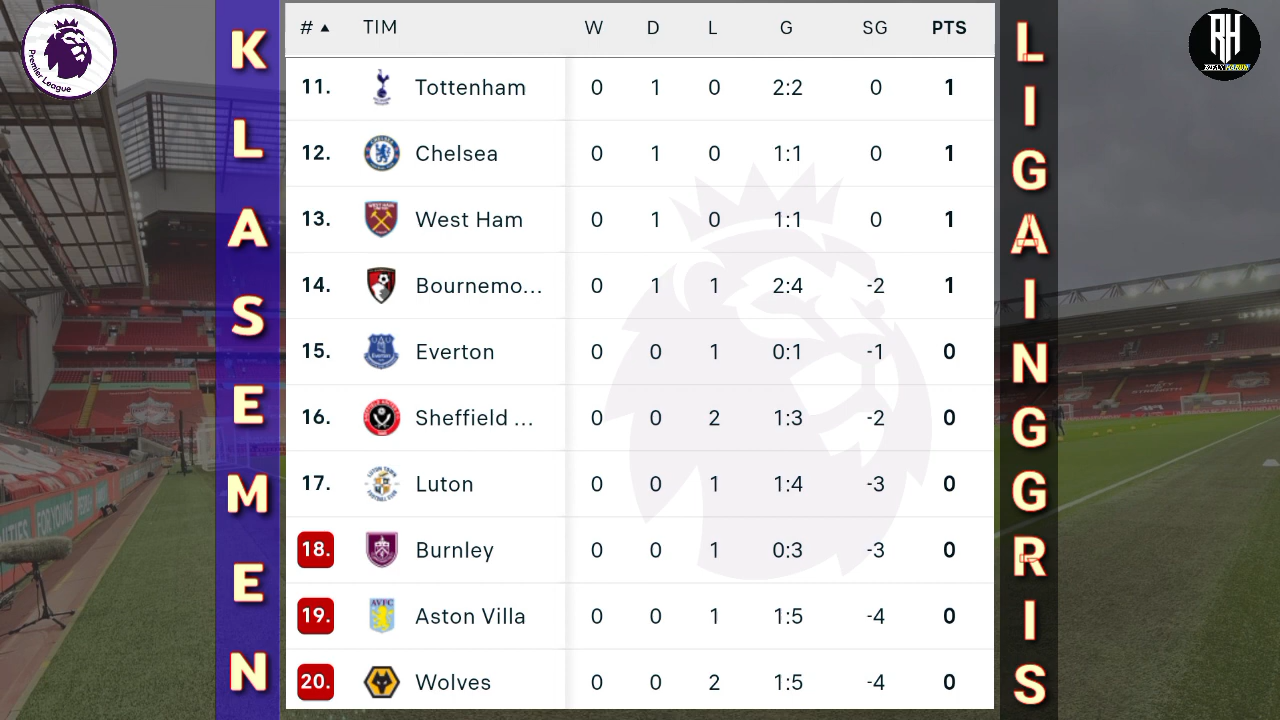 Premier League
KLASEMEN
# ▲ TIM W D L G SG PTS
11. Tottenham 0 1 0 2:2 0 1
12. Chelsea 0 1 0 1:1 0 1
13. West Ham 0 1 0 1:1 0 1
14. Bournemo... 0 1 1 2:4 -2 1
15. Everton 0 0 1 0:1 -1 0
16. Sheffield ... 0 0 2 1:3 -2 0
17. Luton 0 0 1 1:4 -3 0
18. Burnley 0 0 1 0:3 -3 0
19. AVFC Aston Villa 0 0 1 1:5 -4 0
20. Wolves 0 0 2 1:5 -4 0
LIGA INGGRIS
RH
FOR YOUNG